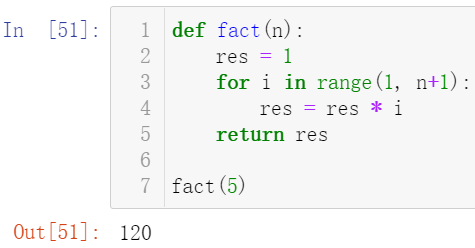 In [51]:
1 def fact(n):
2     res = 1
3     for i in range(1, n+1):
4         res = res * i
5     return res
6
7 fact(5)
Out[51]: 120